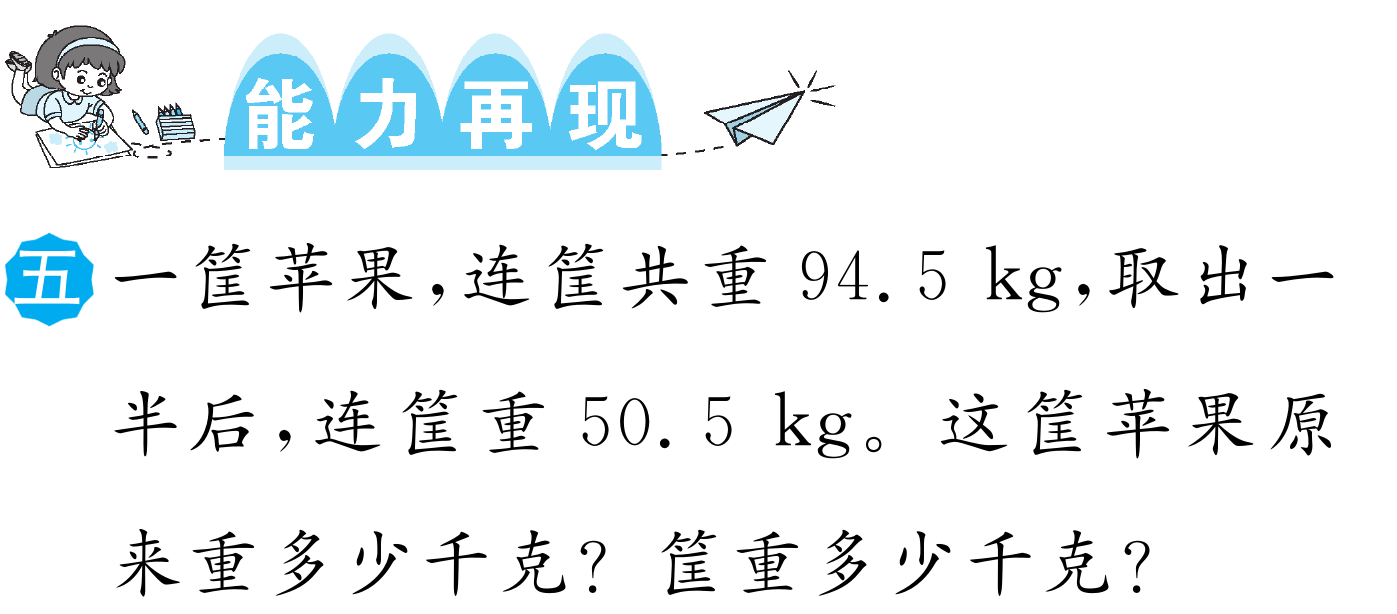 能力再现
五 一筐苹果,连筐共重 94.5 kg,取出一
半后,连筐重 50.5 kg。这筐苹果原
来重多少千克? 筐重多少千克?